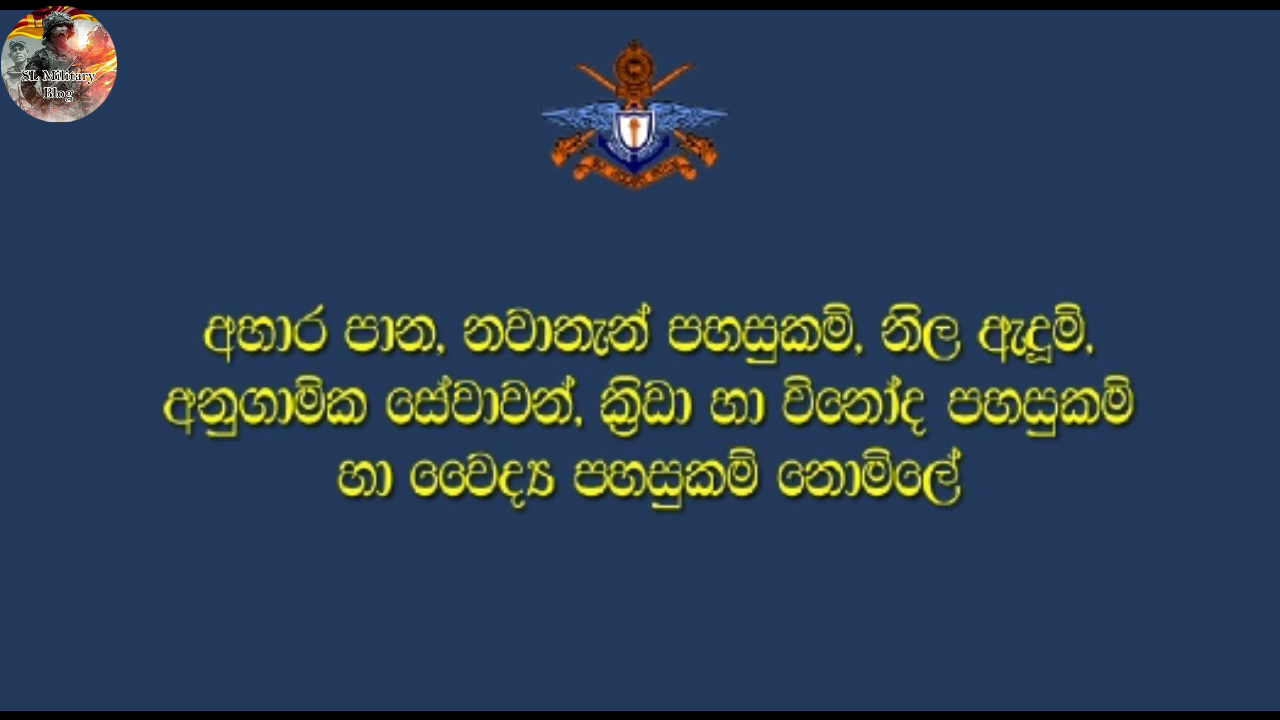 SL Military
Blog
අහාර පාන, නවාතැන් පහසුකම්, නිල ඇඳුම්,
අනුගාමික සේවාවන්, ක්‍රිඩා හා විනෝද පහසුකම්
හා වෛද්‍ය පහසුකම් නොමිලේ